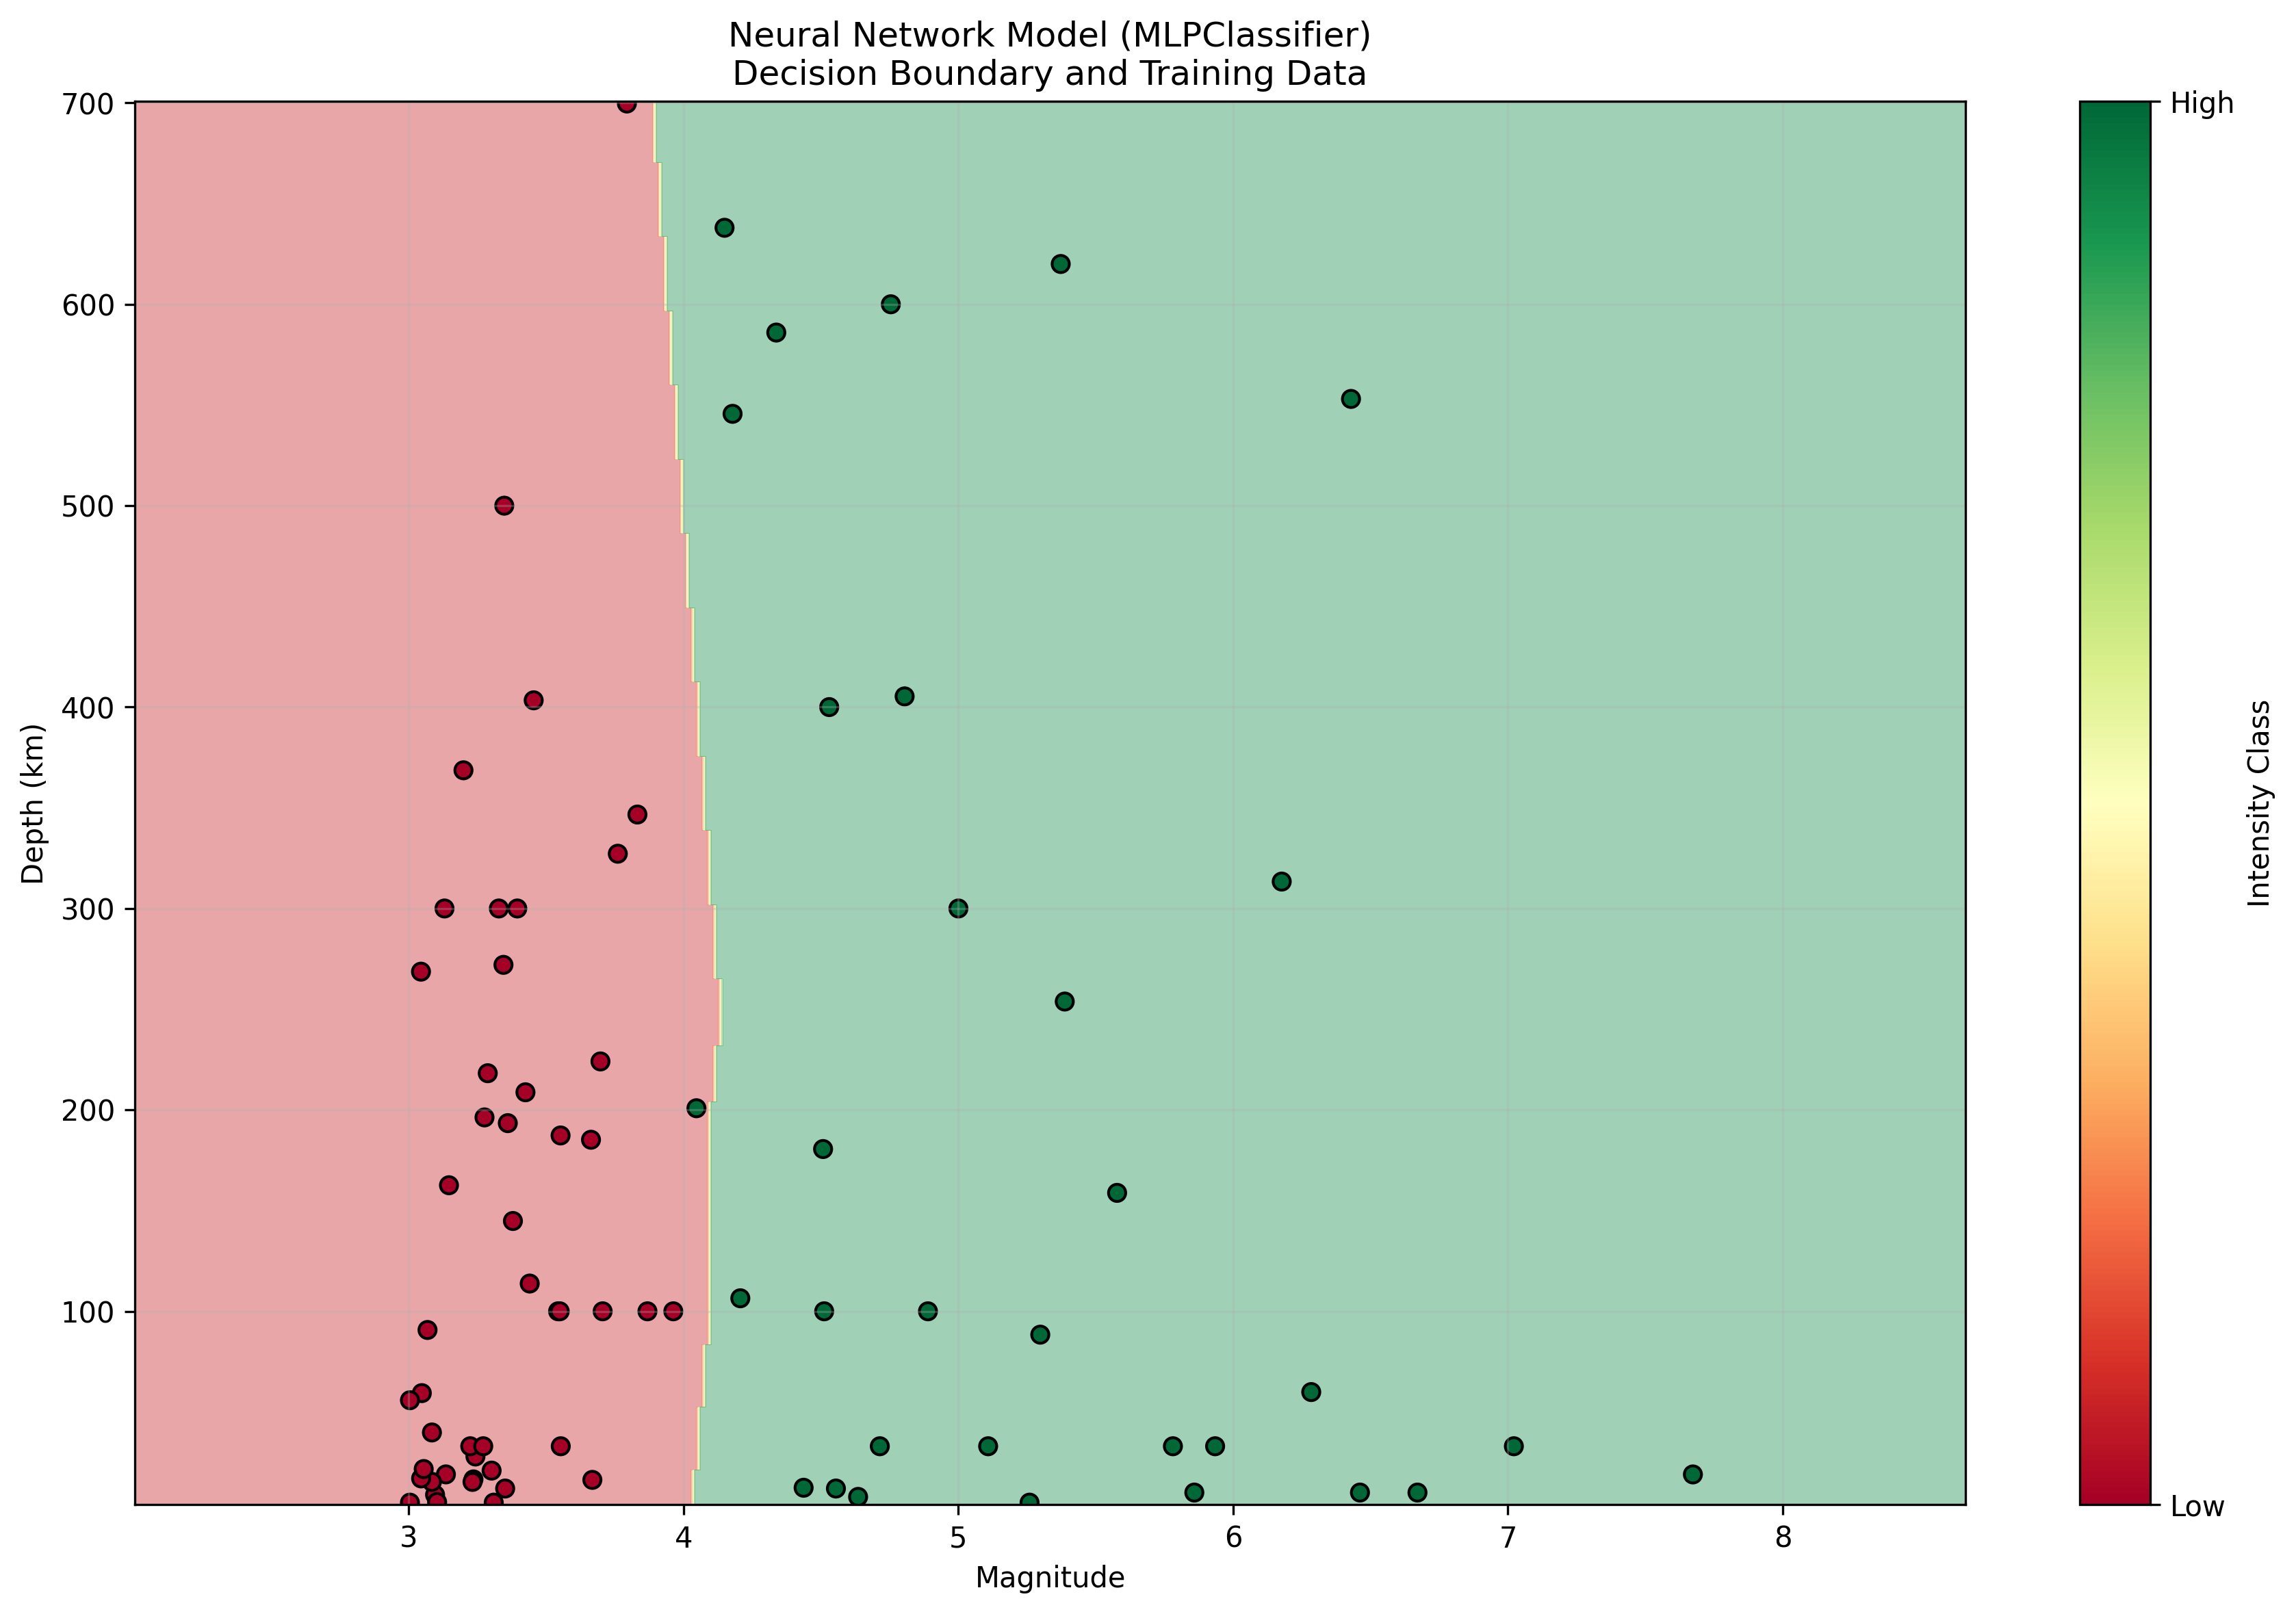 Neural Network Model (MLPClassifier)
Decision Boundary and Training Data
700
600
500
400
300
200
100
Depth (km)
3
4
5
6
7
8
Magnitude
High
Low
Intensity Class